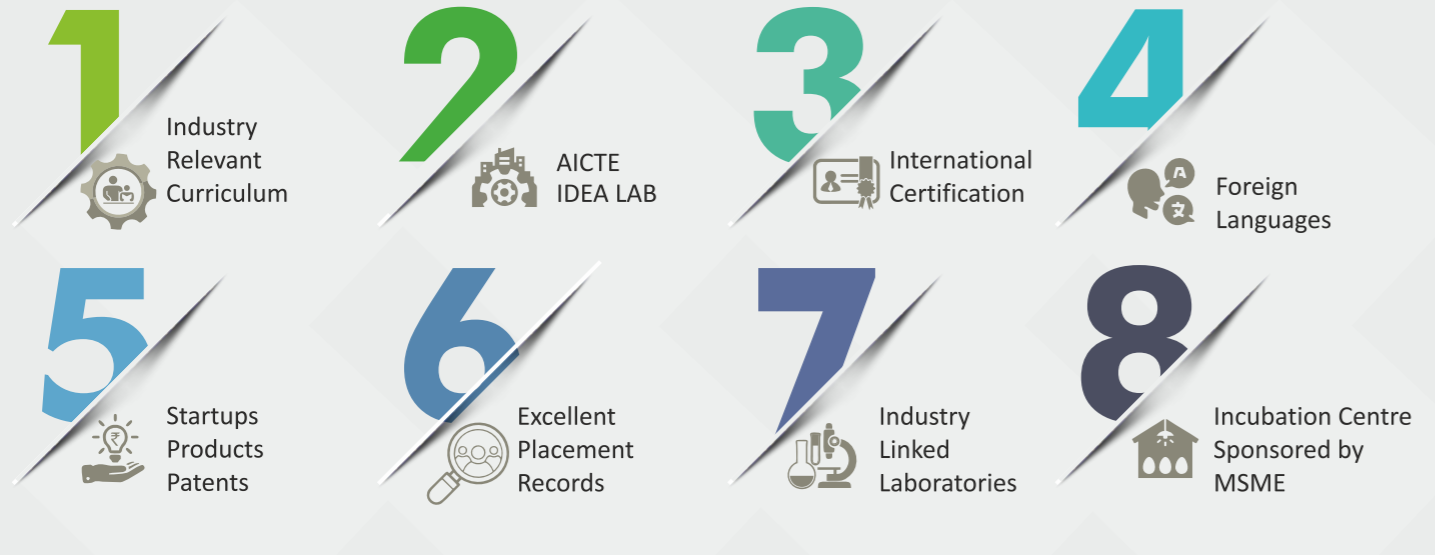 1
Industry
Relevant
Curriculum
2
AICTE
IDEA LAB
3
International
Certification
4
A
文
Foreign
Languages
5
₹
Startups
Products
Patents
6
Excellent
Placement
Records
7
Industry
Linked
Laboratories
8
Incubation Centre
Sponsored by
MSME